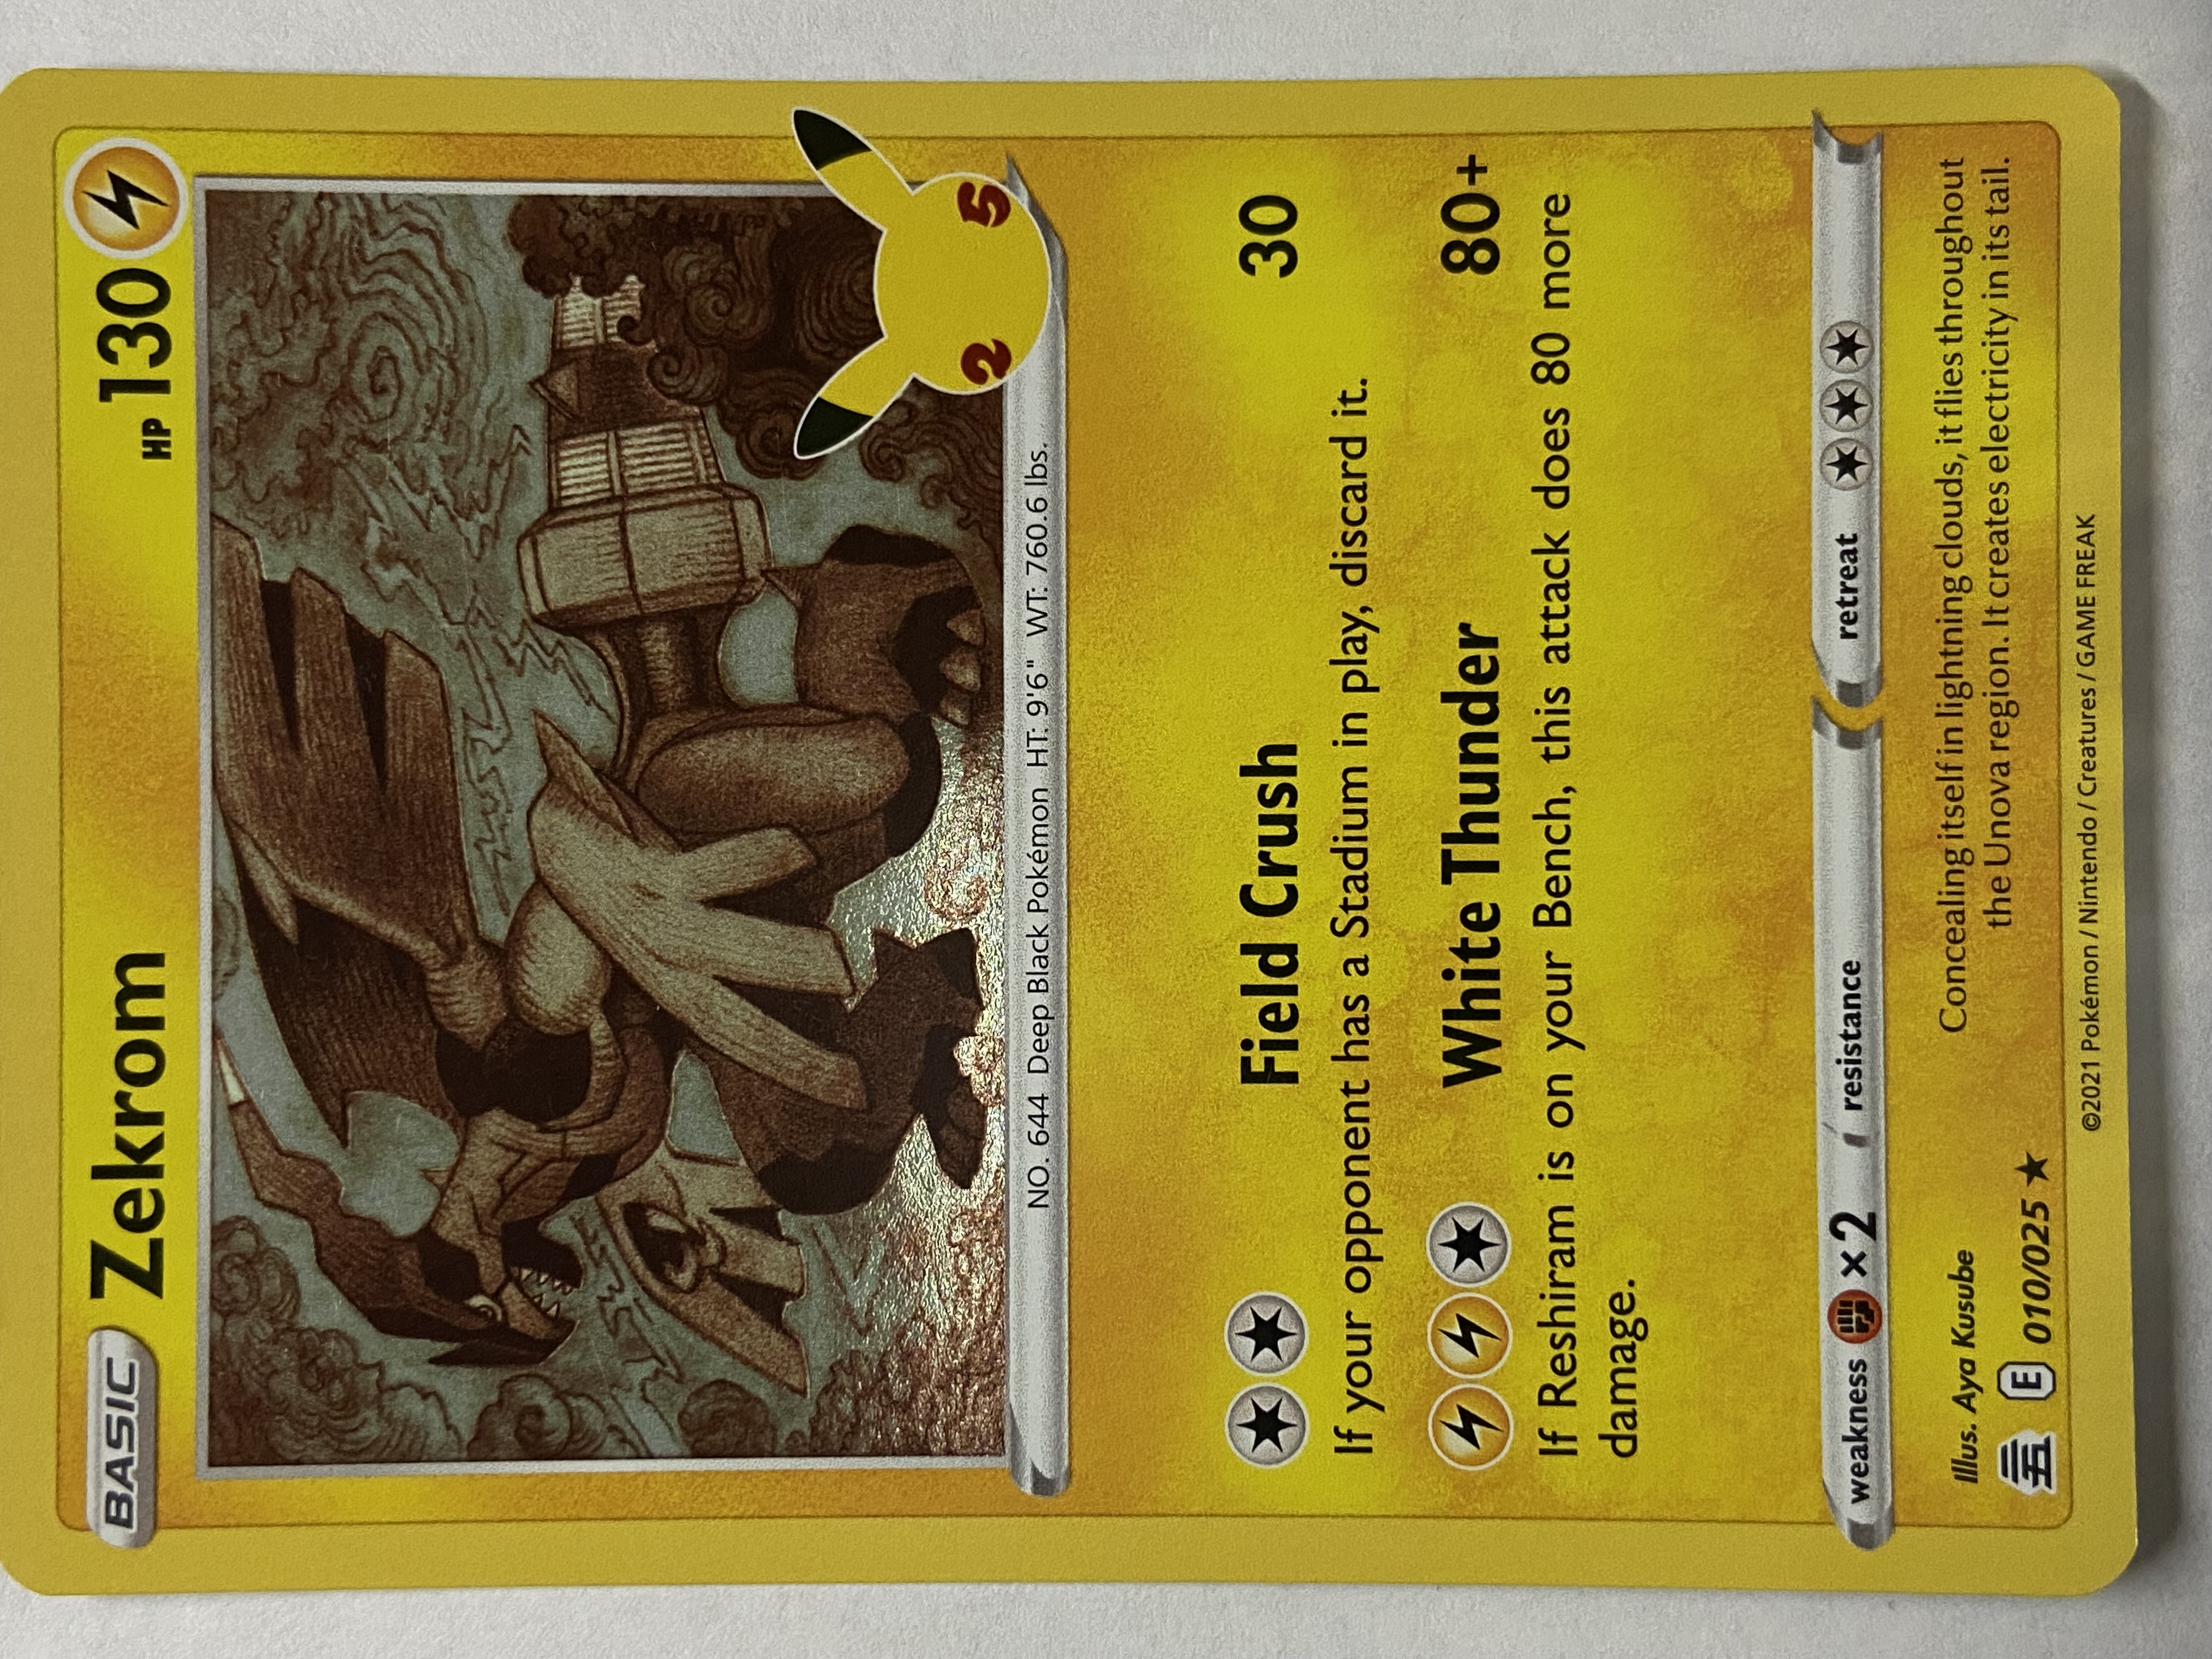 BASIC Zekrom HP 130
25
NO. 644 Deep Black Pokémon HT: 9'6" WT: 760.6 lbs.
Field Crush 30
If your opponent has a Stadium in play, discard it.
White Thunder 80+
If Reshiram is on your Bench, this attack does 80 more
damage.
weakness ×2 resistance retreat
Illus. Aya Kusube
Concealing itself in lightning clouds, it flies throughout
the Unova region. It creates electricity in its tail.
五 E 010/025 ★
©2021 Pokémon / Nintendo / Creatures / GAME FREAK